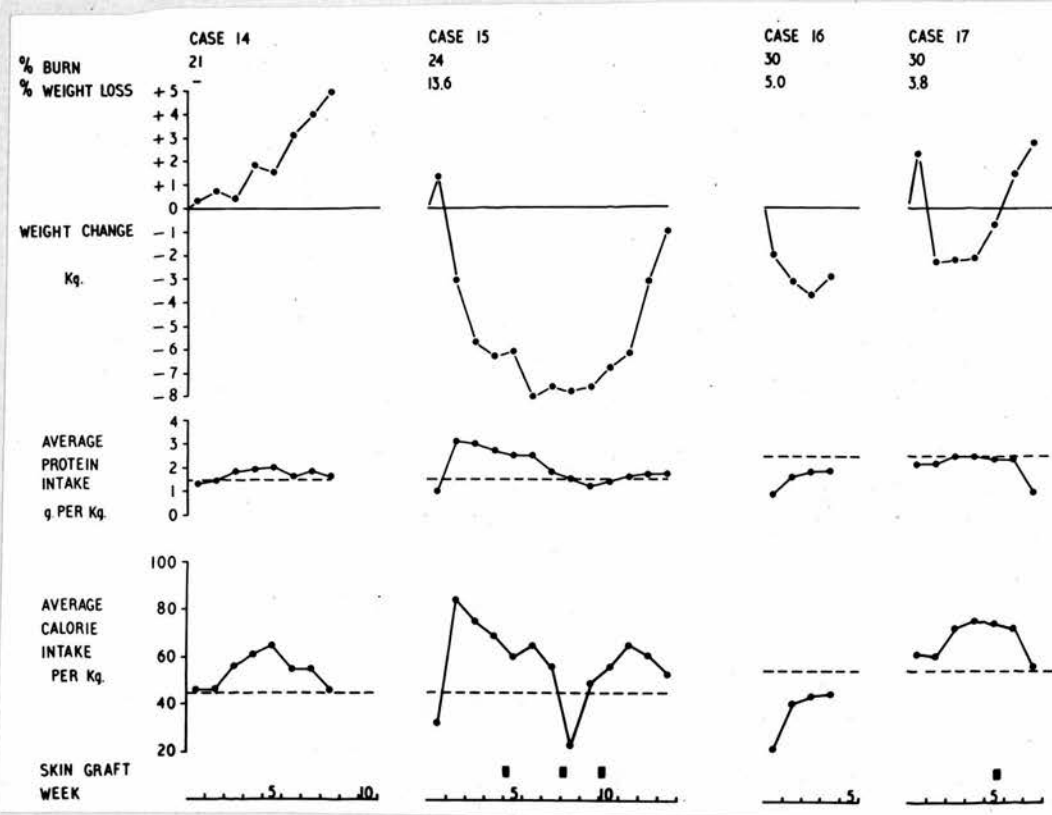 CASE 14 CASE 15 CASE 16 CASE 17
% BURN 21 24 30 30
% WEIGHT LOSS – 13.6 5.0 3.8
+ 5
+ 4
+ 3
+ 2
+ 1
0
WEIGHT CHANGE – 1
– 2
Kg. – 3
– 4
– 5
– 6
– 7
– 8
4
AVERAGE 3
PROTEIN 2
INTAKE 1
g. PER Kg. 0
100
AVERAGE 80
CALORIE
INTAKE 60
PER Kg.
40
20
SKIN GRAFT
WEEK 5 10 5 10 5 5